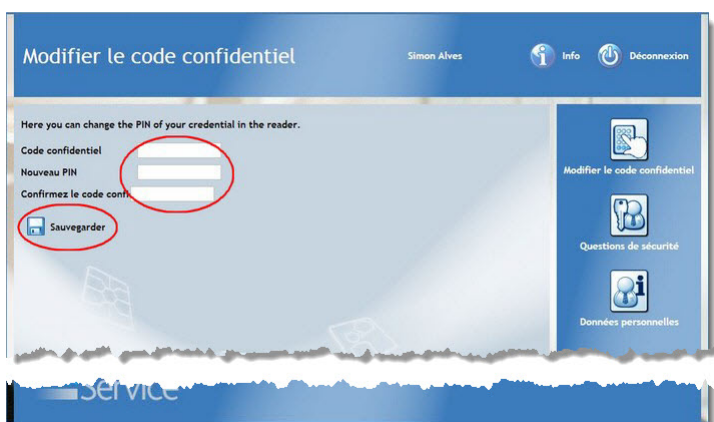 Modifier le code confidentiel
Simon Alves
Info
Déconnexion
Here you can change the PIN of your credential in the reader.
Code confidentiel
Nouveau PIN
Confirmez le code confi
Sauvegarder
Modifier le code confidentiel
Questions de sécurité
Données personnelles
Service